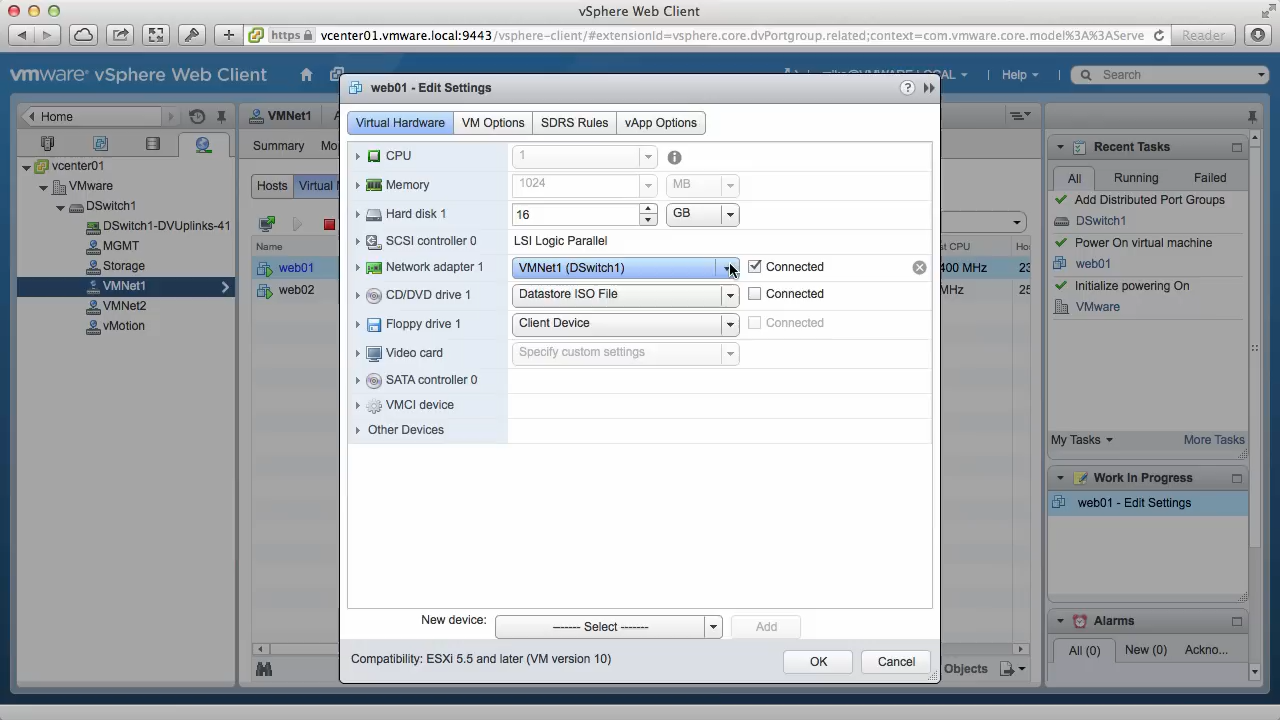 vSphere Web Client
https vcenter01.vmware.local:9443/vsphere-client/#extensionId=vsphere.core.dvPortgroup.related;context=com.vmware.core.model%3A%3AServe
Reader
vmware vSphere Web Client
Help
Search
Home
VMNet1
Summary
Hosts
Name
web01
web02
vcenter01
VMware
DSwitch1
DSwitch1-DVUplinks-41
MGMT
Storage
VMNet1
VMNet2
vMotion
web01 - Edit Settings
Virtual Hardware
VM Options
SDRS Rules
vApp Options
CPU
1
Memory
1024
MB
Hard disk 1
16
GB
SCSI controller 0
LSI Logic Parallel
Network adapter 1
VMNet1 (DSwitch1)
Connected
CD/DVD drive 1
Datastore ISO File
Connected
Floppy drive 1
Client Device
Connected
Video card
Specify custom settings
SATA controller 0
VMCI device
Other Devices
New device:
------- Select -------
Add
Compatibility: ESXi 5.5 and later (VM version 10)
OK
Cancel
st CPU
400 MHz
MHz
Objects
Recent Tasks
All
Running
Failed
Add Distributed Port Groups
DSwitch1
Power On virtual machine
web01
Initialize powering On
VMware
My Tasks
More Tasks
Work In Progress
web01 - Edit Settings
Alarms
All (0)
New (0)
Ackno...